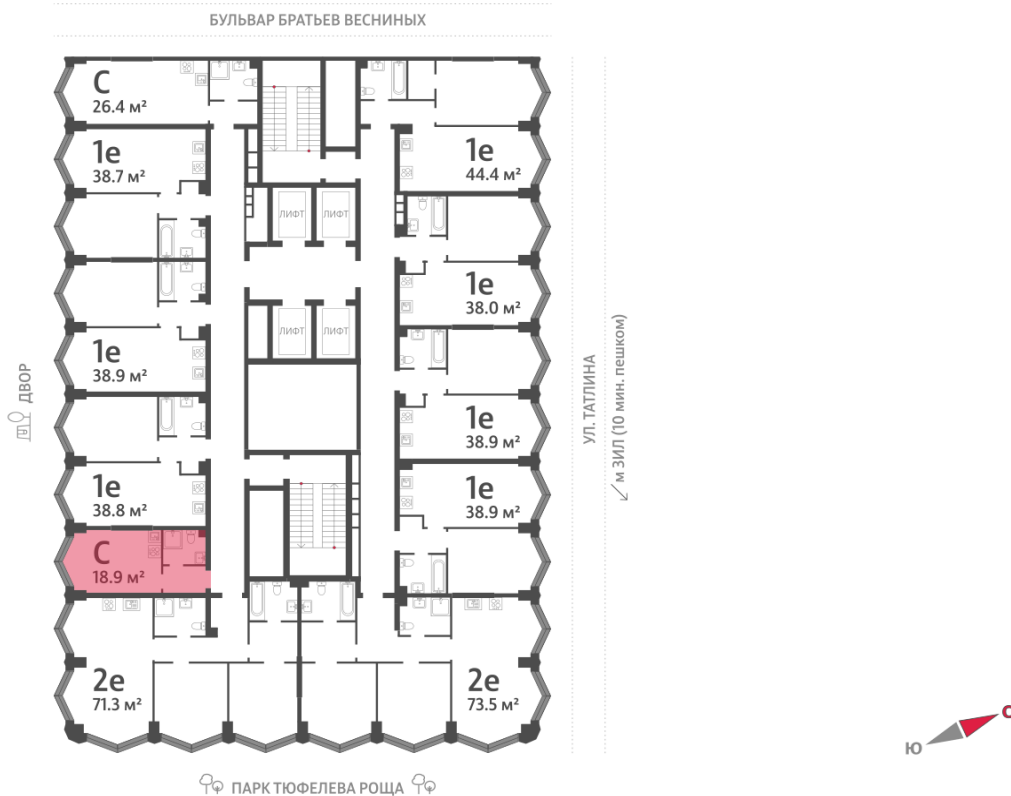 БУЛЬВАР БРАТЬЕВ ВЕСНИНЫХ
С
26.4 м²
1е
38.7 м²
1е
44.4 м²
ЛИФТ
ЛИФТ
1е
38.0 м²
ЛИФТ
ЛИФТ
1е
38.9 м²
ДВОР
УЛ. ТАТЛИНА
м ЗИЛ (10 мин. пешком)
1е
38.9 м²
1е
38.8 м²
1е
38.9 м²
С
18.9 м²
2е
71.3 м²
2е
73.5 м²
С
Ю
ПАРК ТЮФЕЛЕВА РОЩА